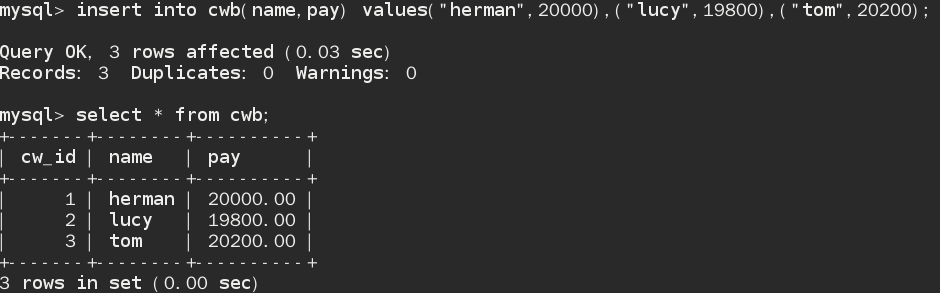 mysql> insert into cwb(name,pay) values("herman",20000),("lucy",19800),("tom",20200);
Query OK, 3 rows affected (0.03 sec)
Records: 3  Duplicates: 0  Warnings: 0
mysql> select * from cwb;
+-------+--------+----------+
| cw_id | name   | pay      |
+-------+--------+----------+
|     1 | herman | 20000.00 |
|     2 | lucy   | 19800.00 |
|     3 | tom    | 20200.00 |
+-------+--------+----------+
3 rows in set (0.00 sec)